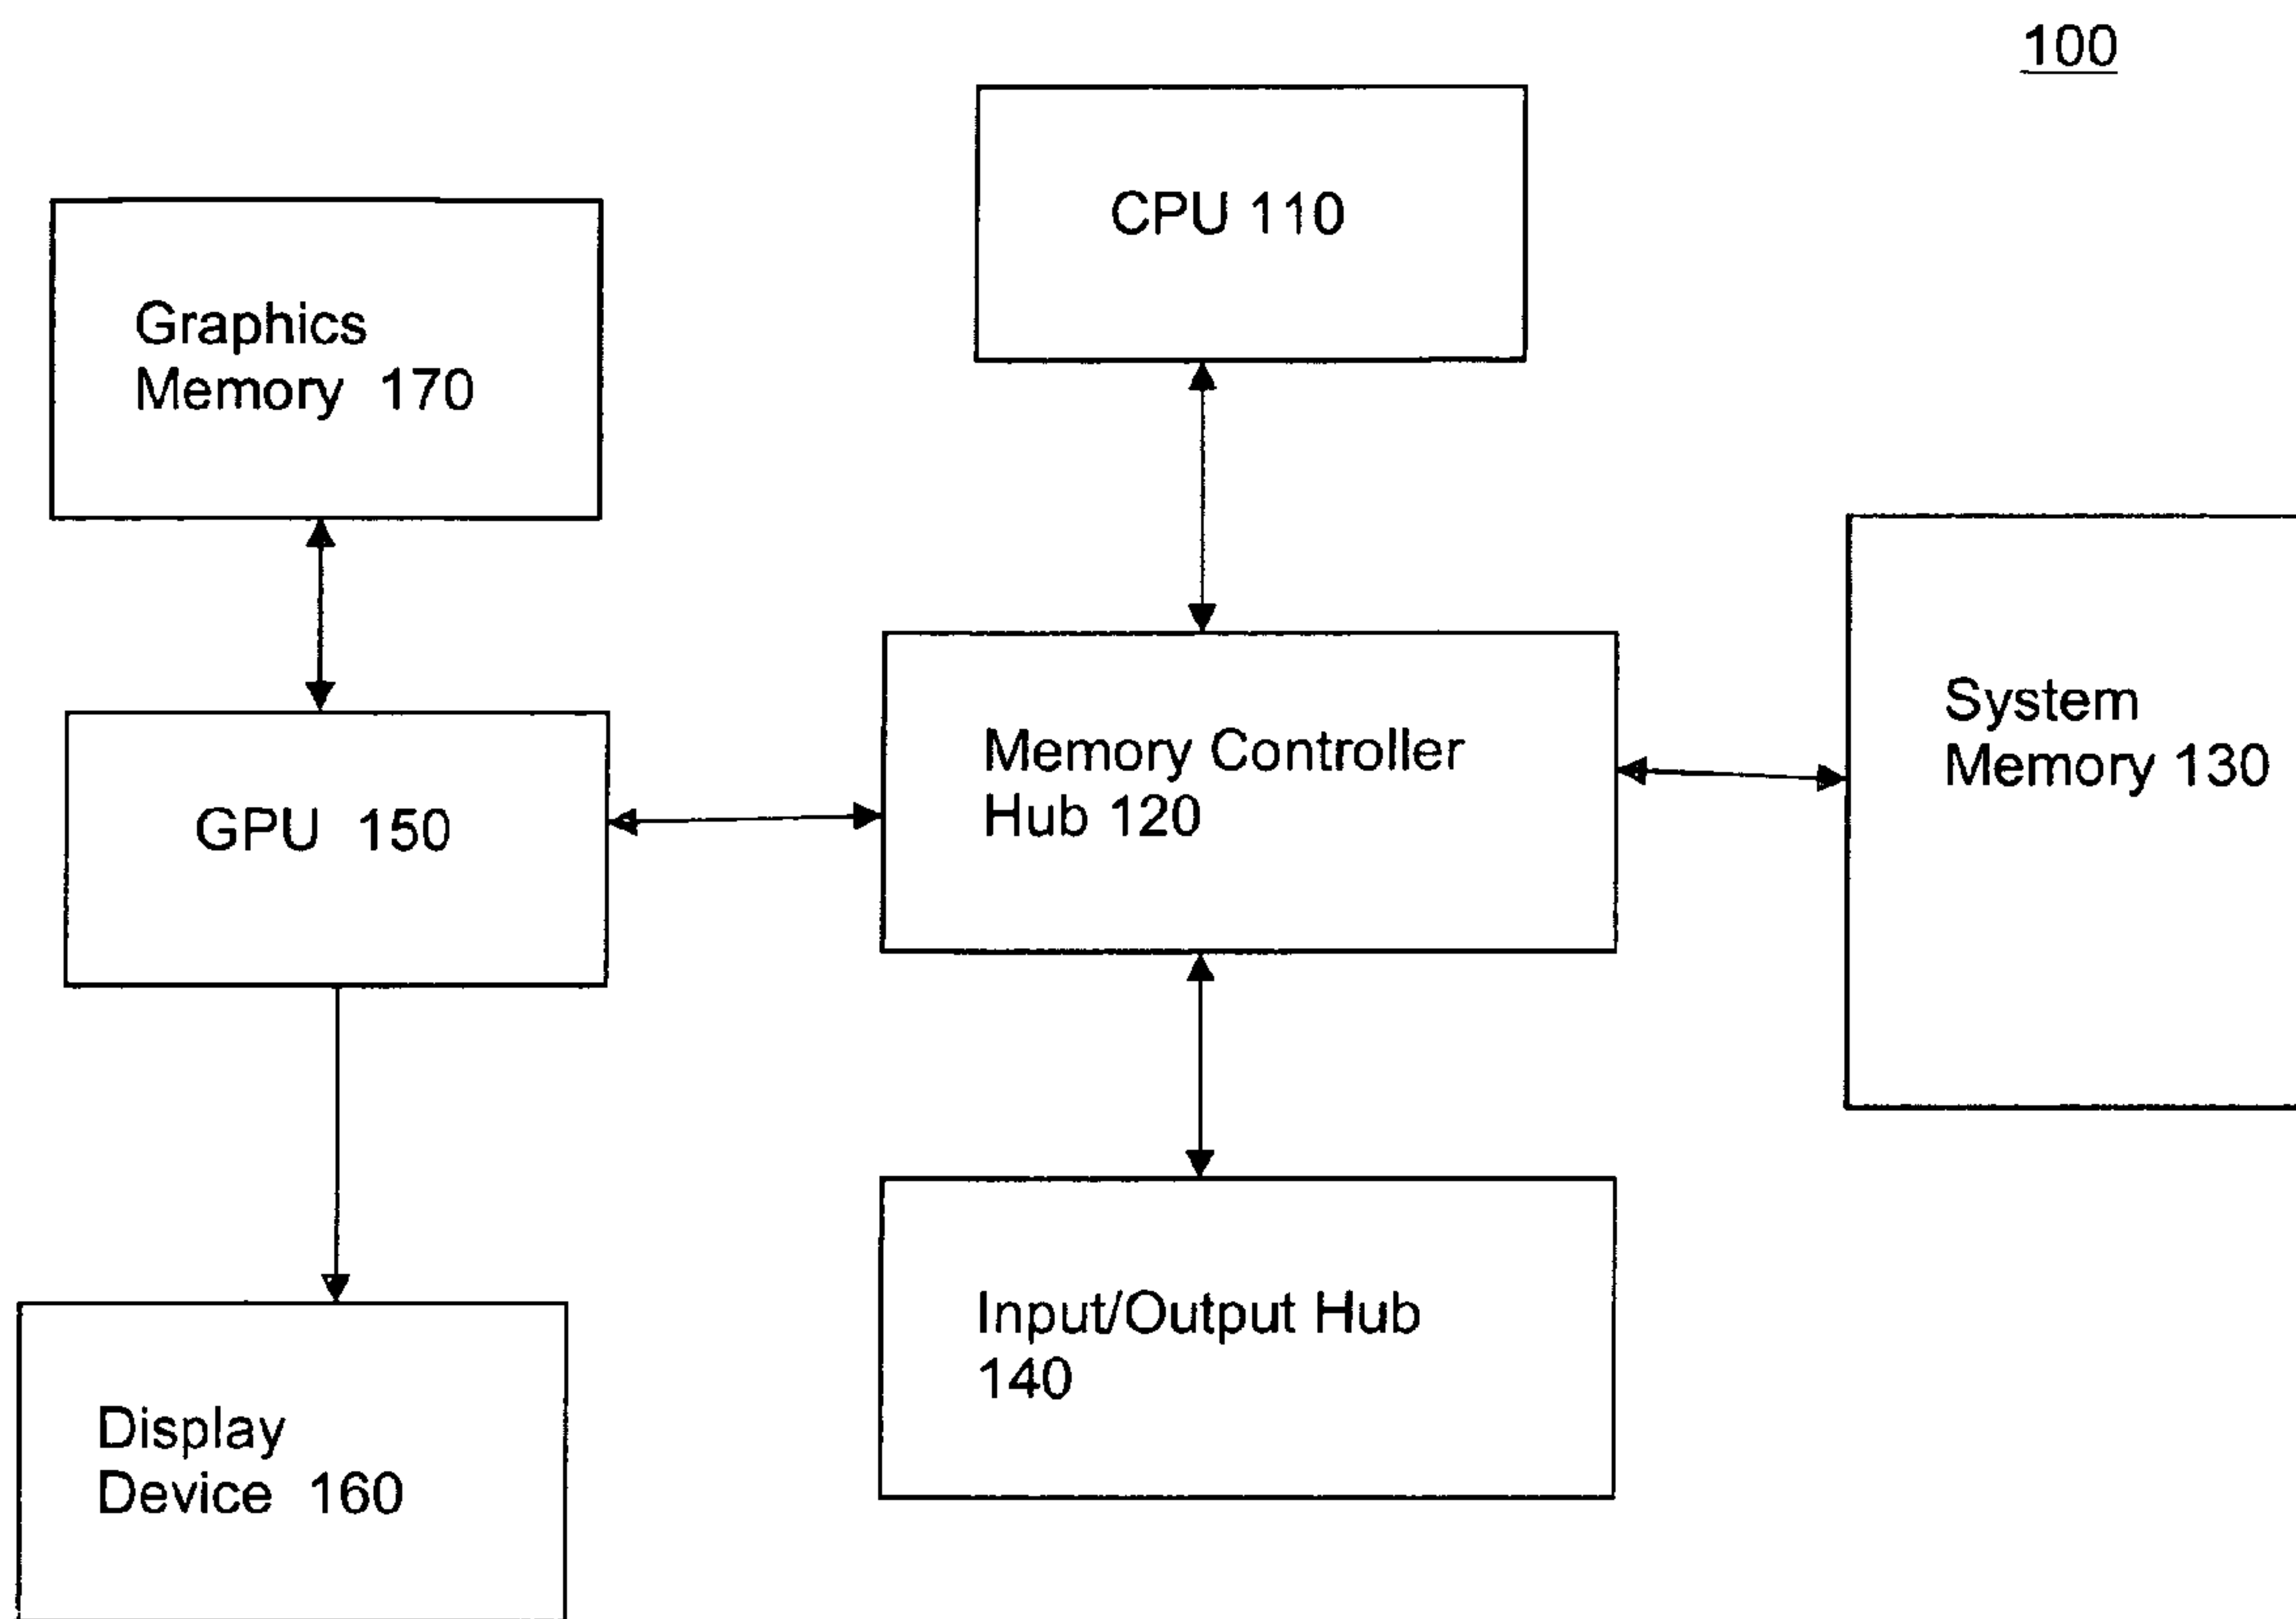 100
CPU 110
Graphics
Memory 170
System
Memory 130
Memory Controller
Hub 120
GPU 150
Input/Output Hub
140
Display
Device 160